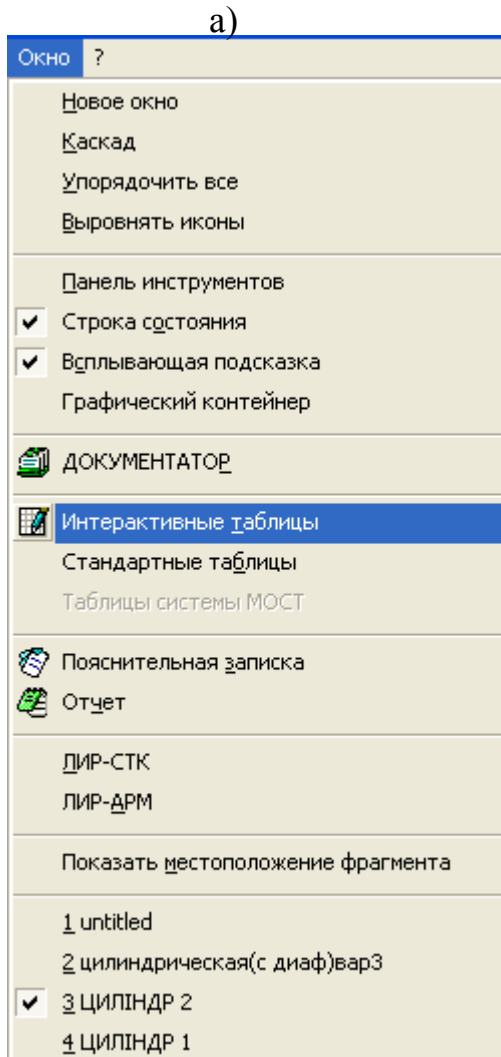 а)
Окно ?
Новое окно
Каскад
Упорядочить все
Выровнять иконы
Панель инструментов
Строка состояния
Всплывающая подсказка
Графический контейнер
ДОКУМЕНТАТОР
Интерактивные таблицы
Стандартные таблицы
Таблицы системы МОСТ
Пояснительная записка
Отчет
ЛИР-СТК
ЛИР-АРМ
Показать местоположение фрагмента
1 untitled
2 цилиндрическая(с диаф)вар3
3 ЦИЛІНДР 2
4 ЦИЛІНДР 1